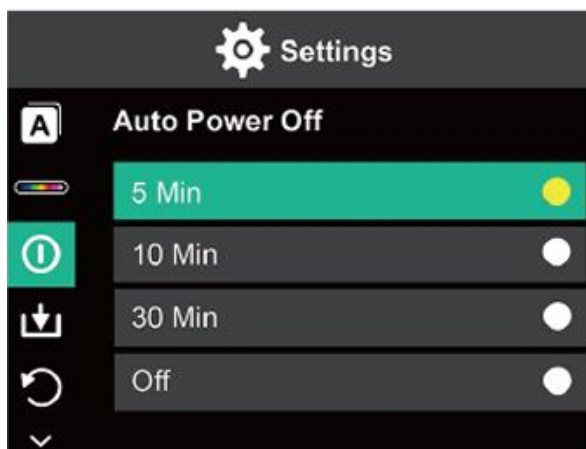 Settings
A
Auto Power Off
5 Min
10 Min
30 Min
Off